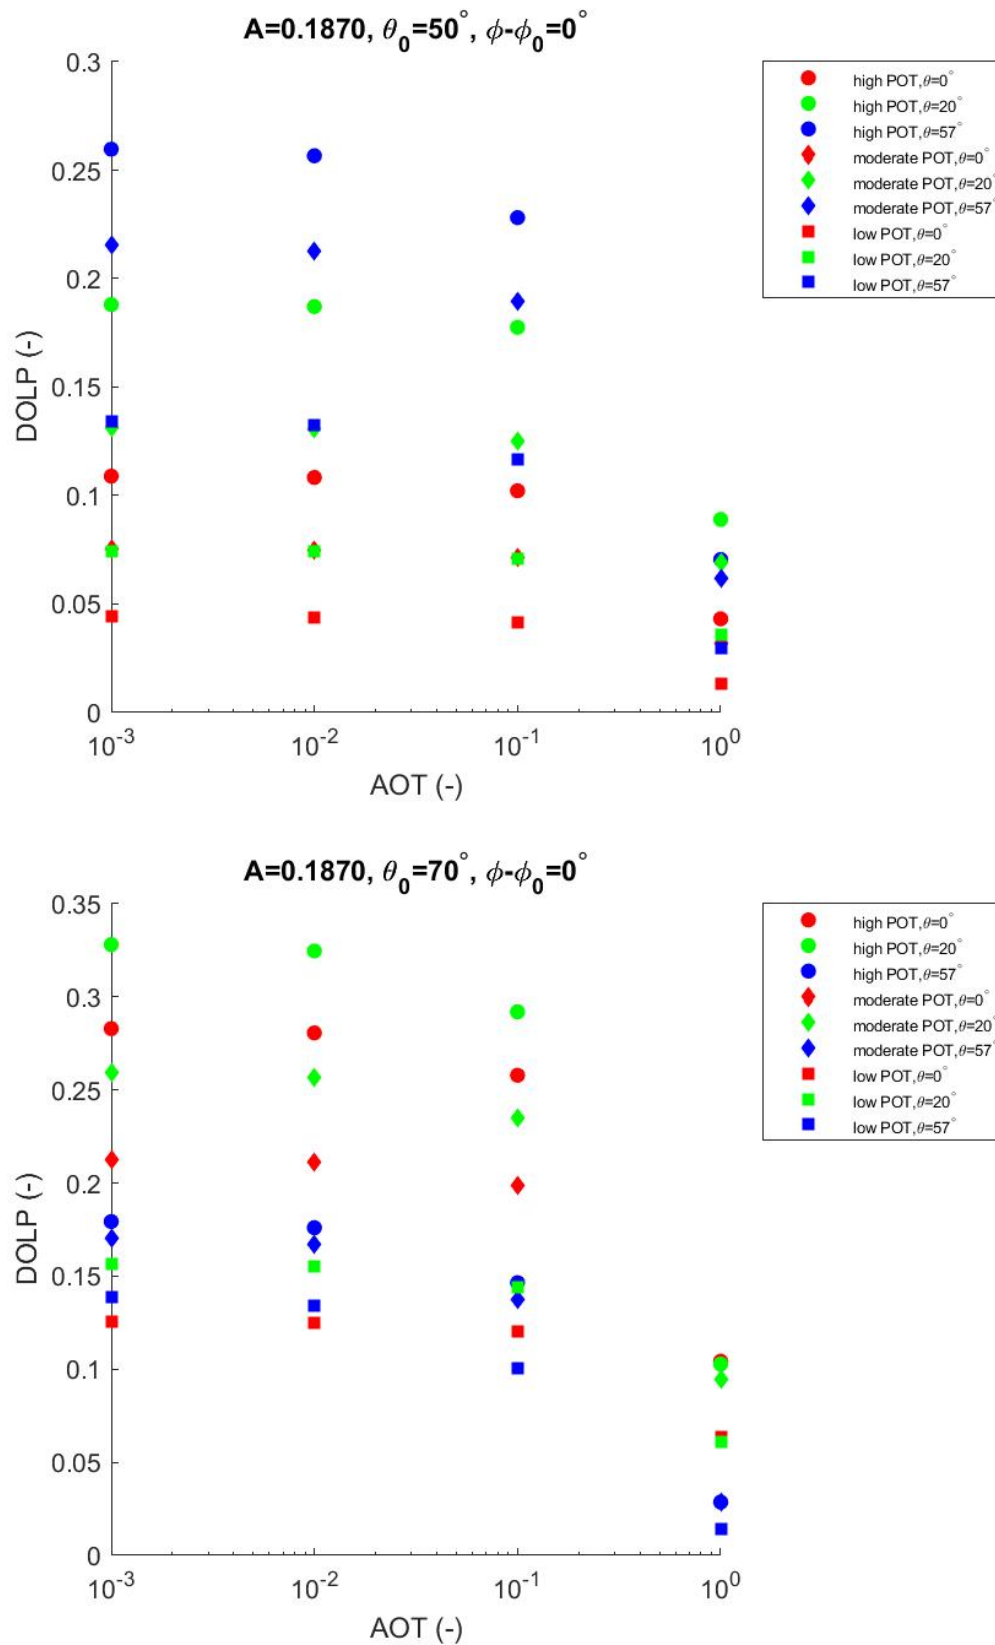 A=0.1870, θ0=50°, ϕ-ϕ0=0°
0.3
0.25
0.2
0.15
0.1
0.05
0
DOLP (-)
10-3 10-2 10-1 100
AOT (-)
high POT,θ=0°
high POT,θ=20°
high POT,θ=57°
moderate POT,θ=0°
moderate POT,θ=20°
moderate POT,θ=57°
low POT,θ=0°
low POT,θ=20°
low POT,θ=57°
A=0.1870, θ0=70°, ϕ-ϕ0=0°
0.35
0.3
0.25
0.2
0.15
0.1
0.05
0
DOLP (-)
10-3 10-2 10-1 100
AOT (-)
high POT,θ=0°
high POT,θ=20°
high POT,θ=57°
moderate POT,θ=0°
moderate POT,θ=20°
moderate POT,θ=57°
low POT,θ=0°
low POT,θ=20°
low POT,θ=57°